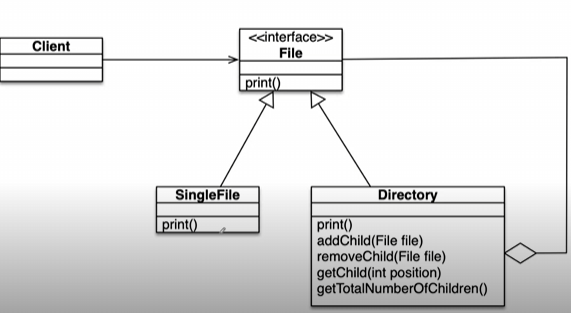 Client
<<interface>>
File
print()
SingleFile
print()
Directory
print()
addChild(File file)
removeChild(File file)
getChild(int position)
getTotalNumberOfChildren()